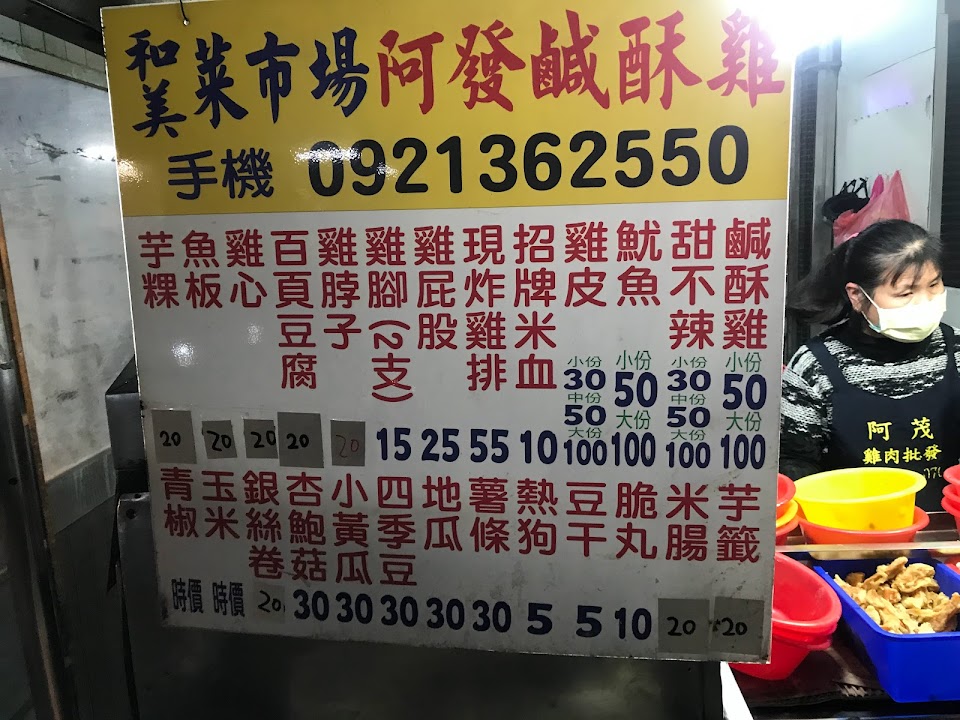 和美菜市場阿發鹹酥雞
手機 0921362550
鹹酥雞 小份 50 大份 100
甜不辣 小份 30 中份 50 大份 100
魷魚 小份 50 大份 100
雞皮 小份 30 中份 50 大份 100
招牌米血 10
現炸雞排 55
雞屁股 25
雞腳(2支) 15
雞脖子 20
百頁豆腐 20
雞心 20
魚板 20
芋粿 20
芋籤 20
米腸 20
脆丸 10
豆干 5
熱狗 5
薯條 30
地瓜 30
四季豆 30
小黃瓜 30
杏鮑菇 30
銀絲卷 20
玉米 時價
青椒 時價
阿茂
雞肉批發